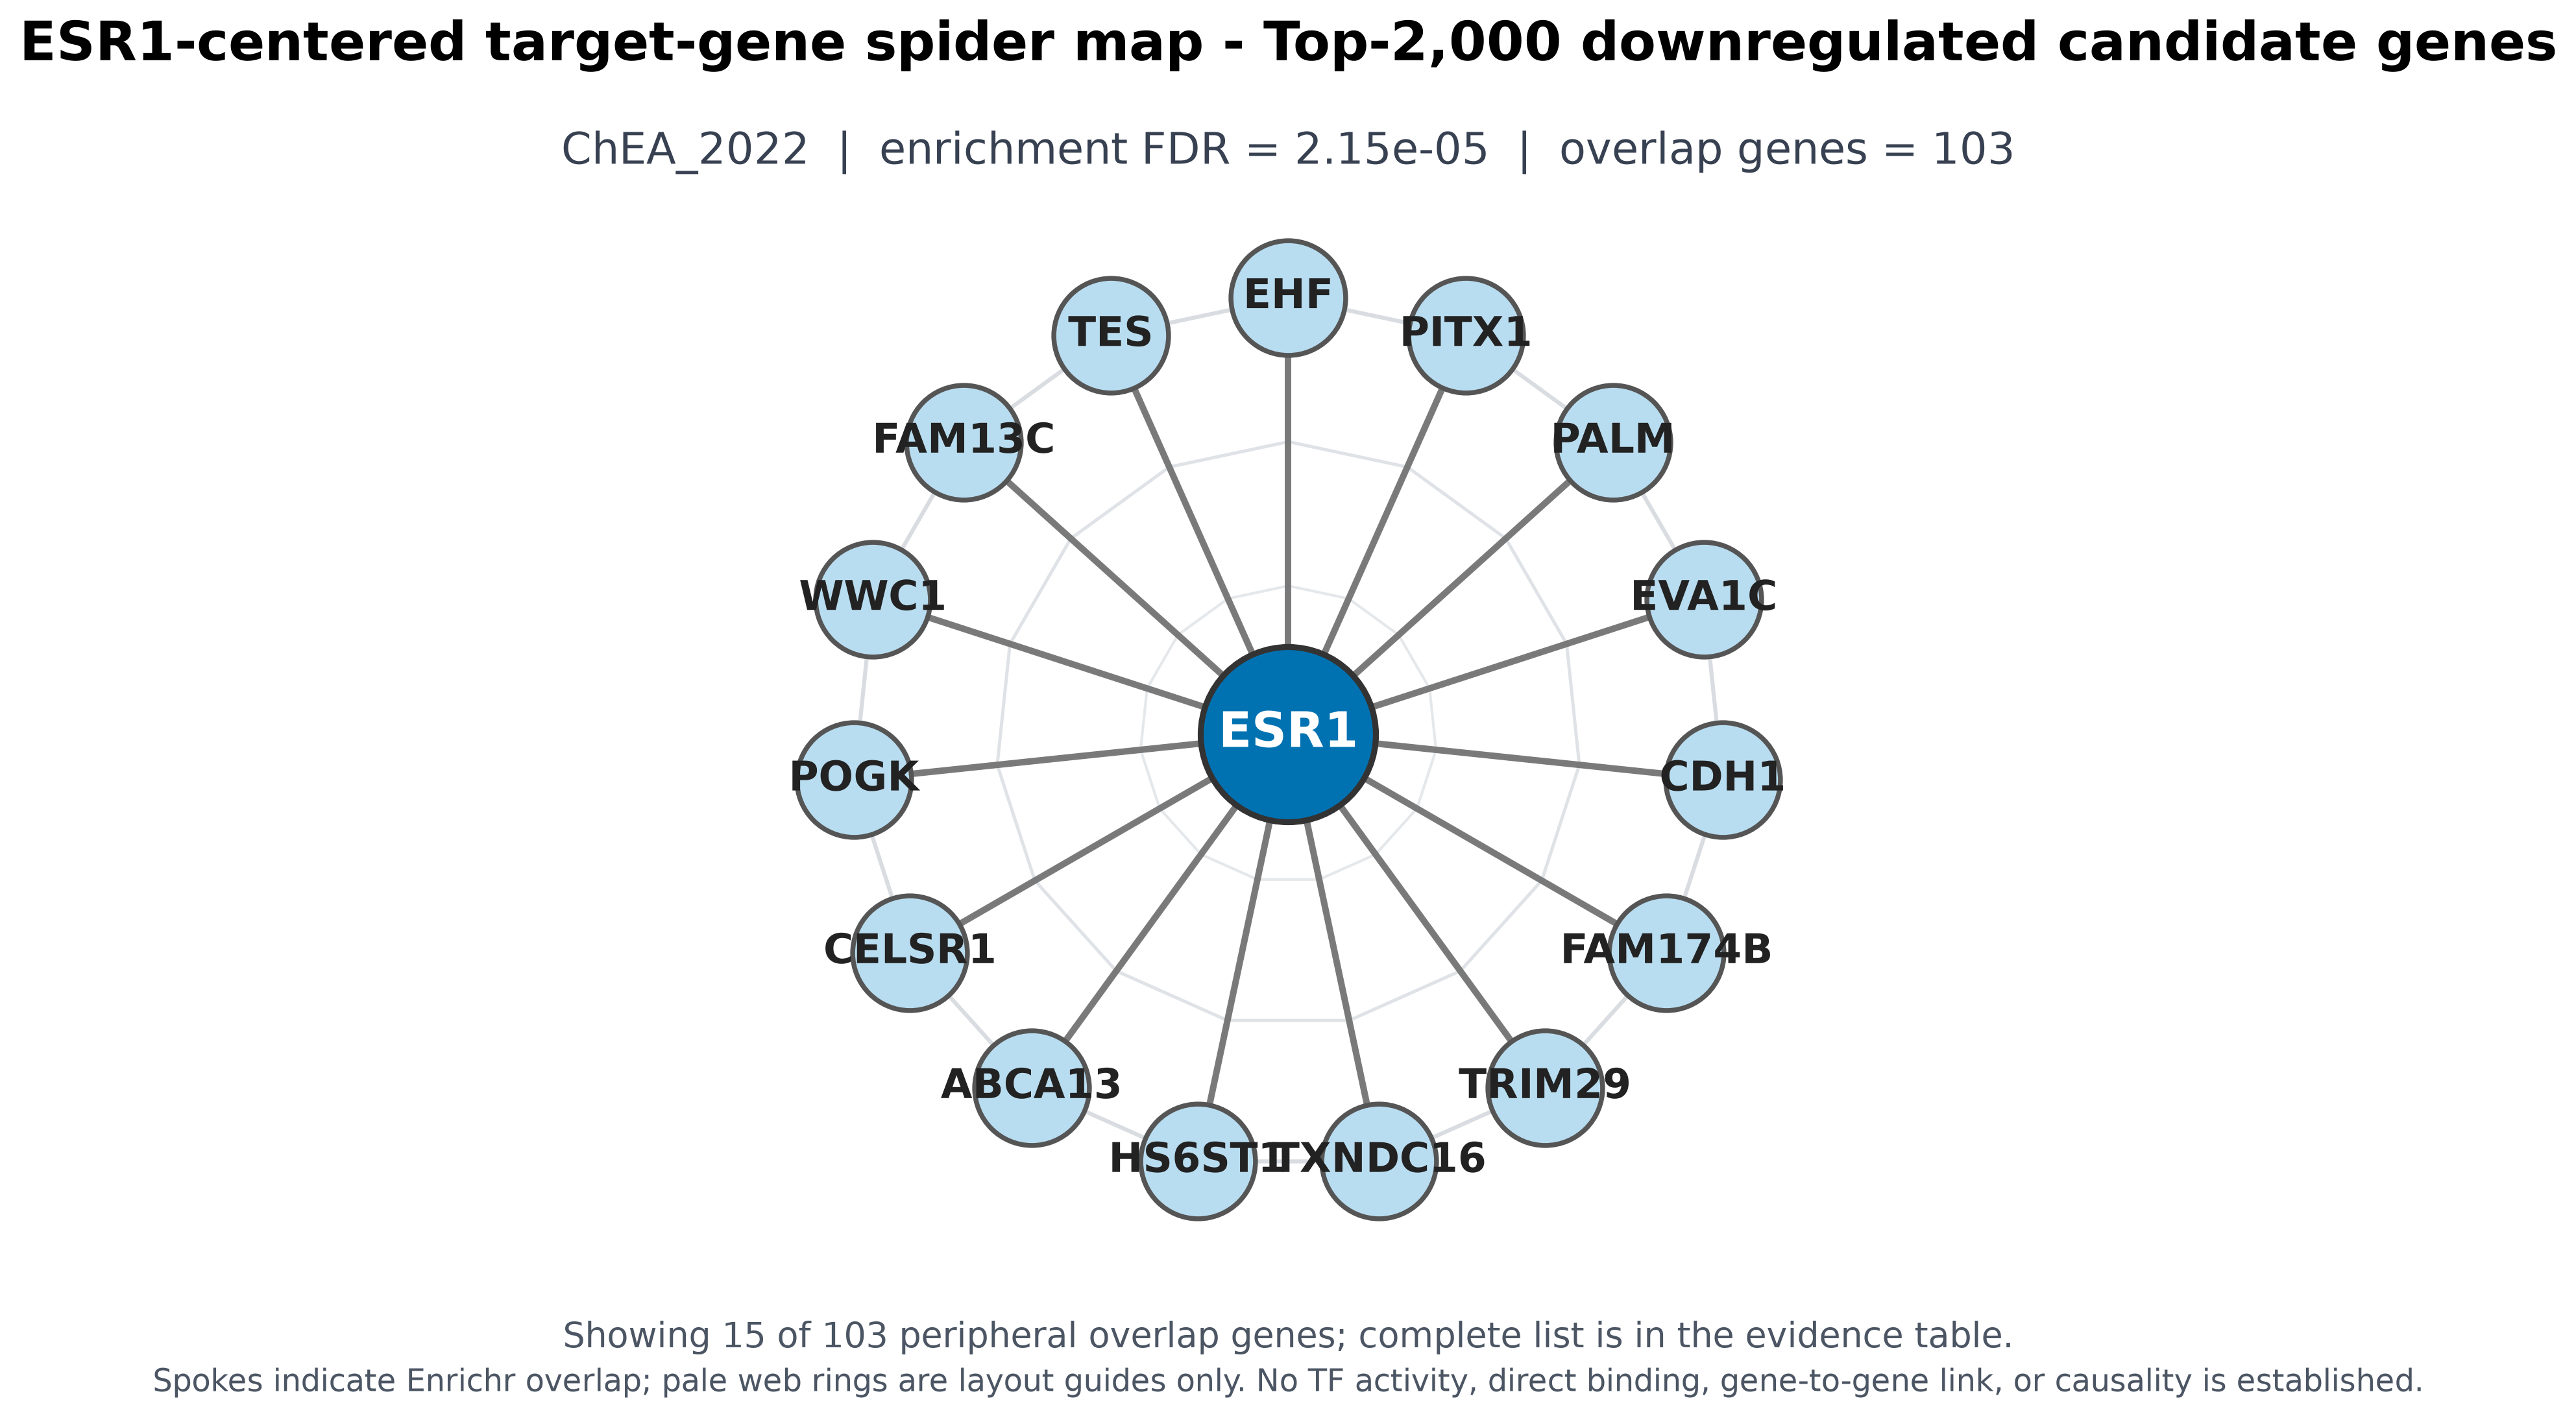 ESR1-centered target-gene spider map - Top-2,000 downregulated candidate genes
ChEA_2022 | enrichment FDR = 2.15e-05 | overlap genes = 103
EHF
TES
PITX1
FAM13C
PALM
WWC1
EVA1C
ESR1
POGK
CDH1
CELSR1
FAM174B
ABCA13
TRIM29
HS6ST1
TXNDC16
Showing 15 of 103 peripheral overlap genes; complete list is in the evidence table.
Spokes indicate Enrichr overlap; pale web rings are layout guides only. No TF activity, direct binding, gene-to-gene link, or causality is established.